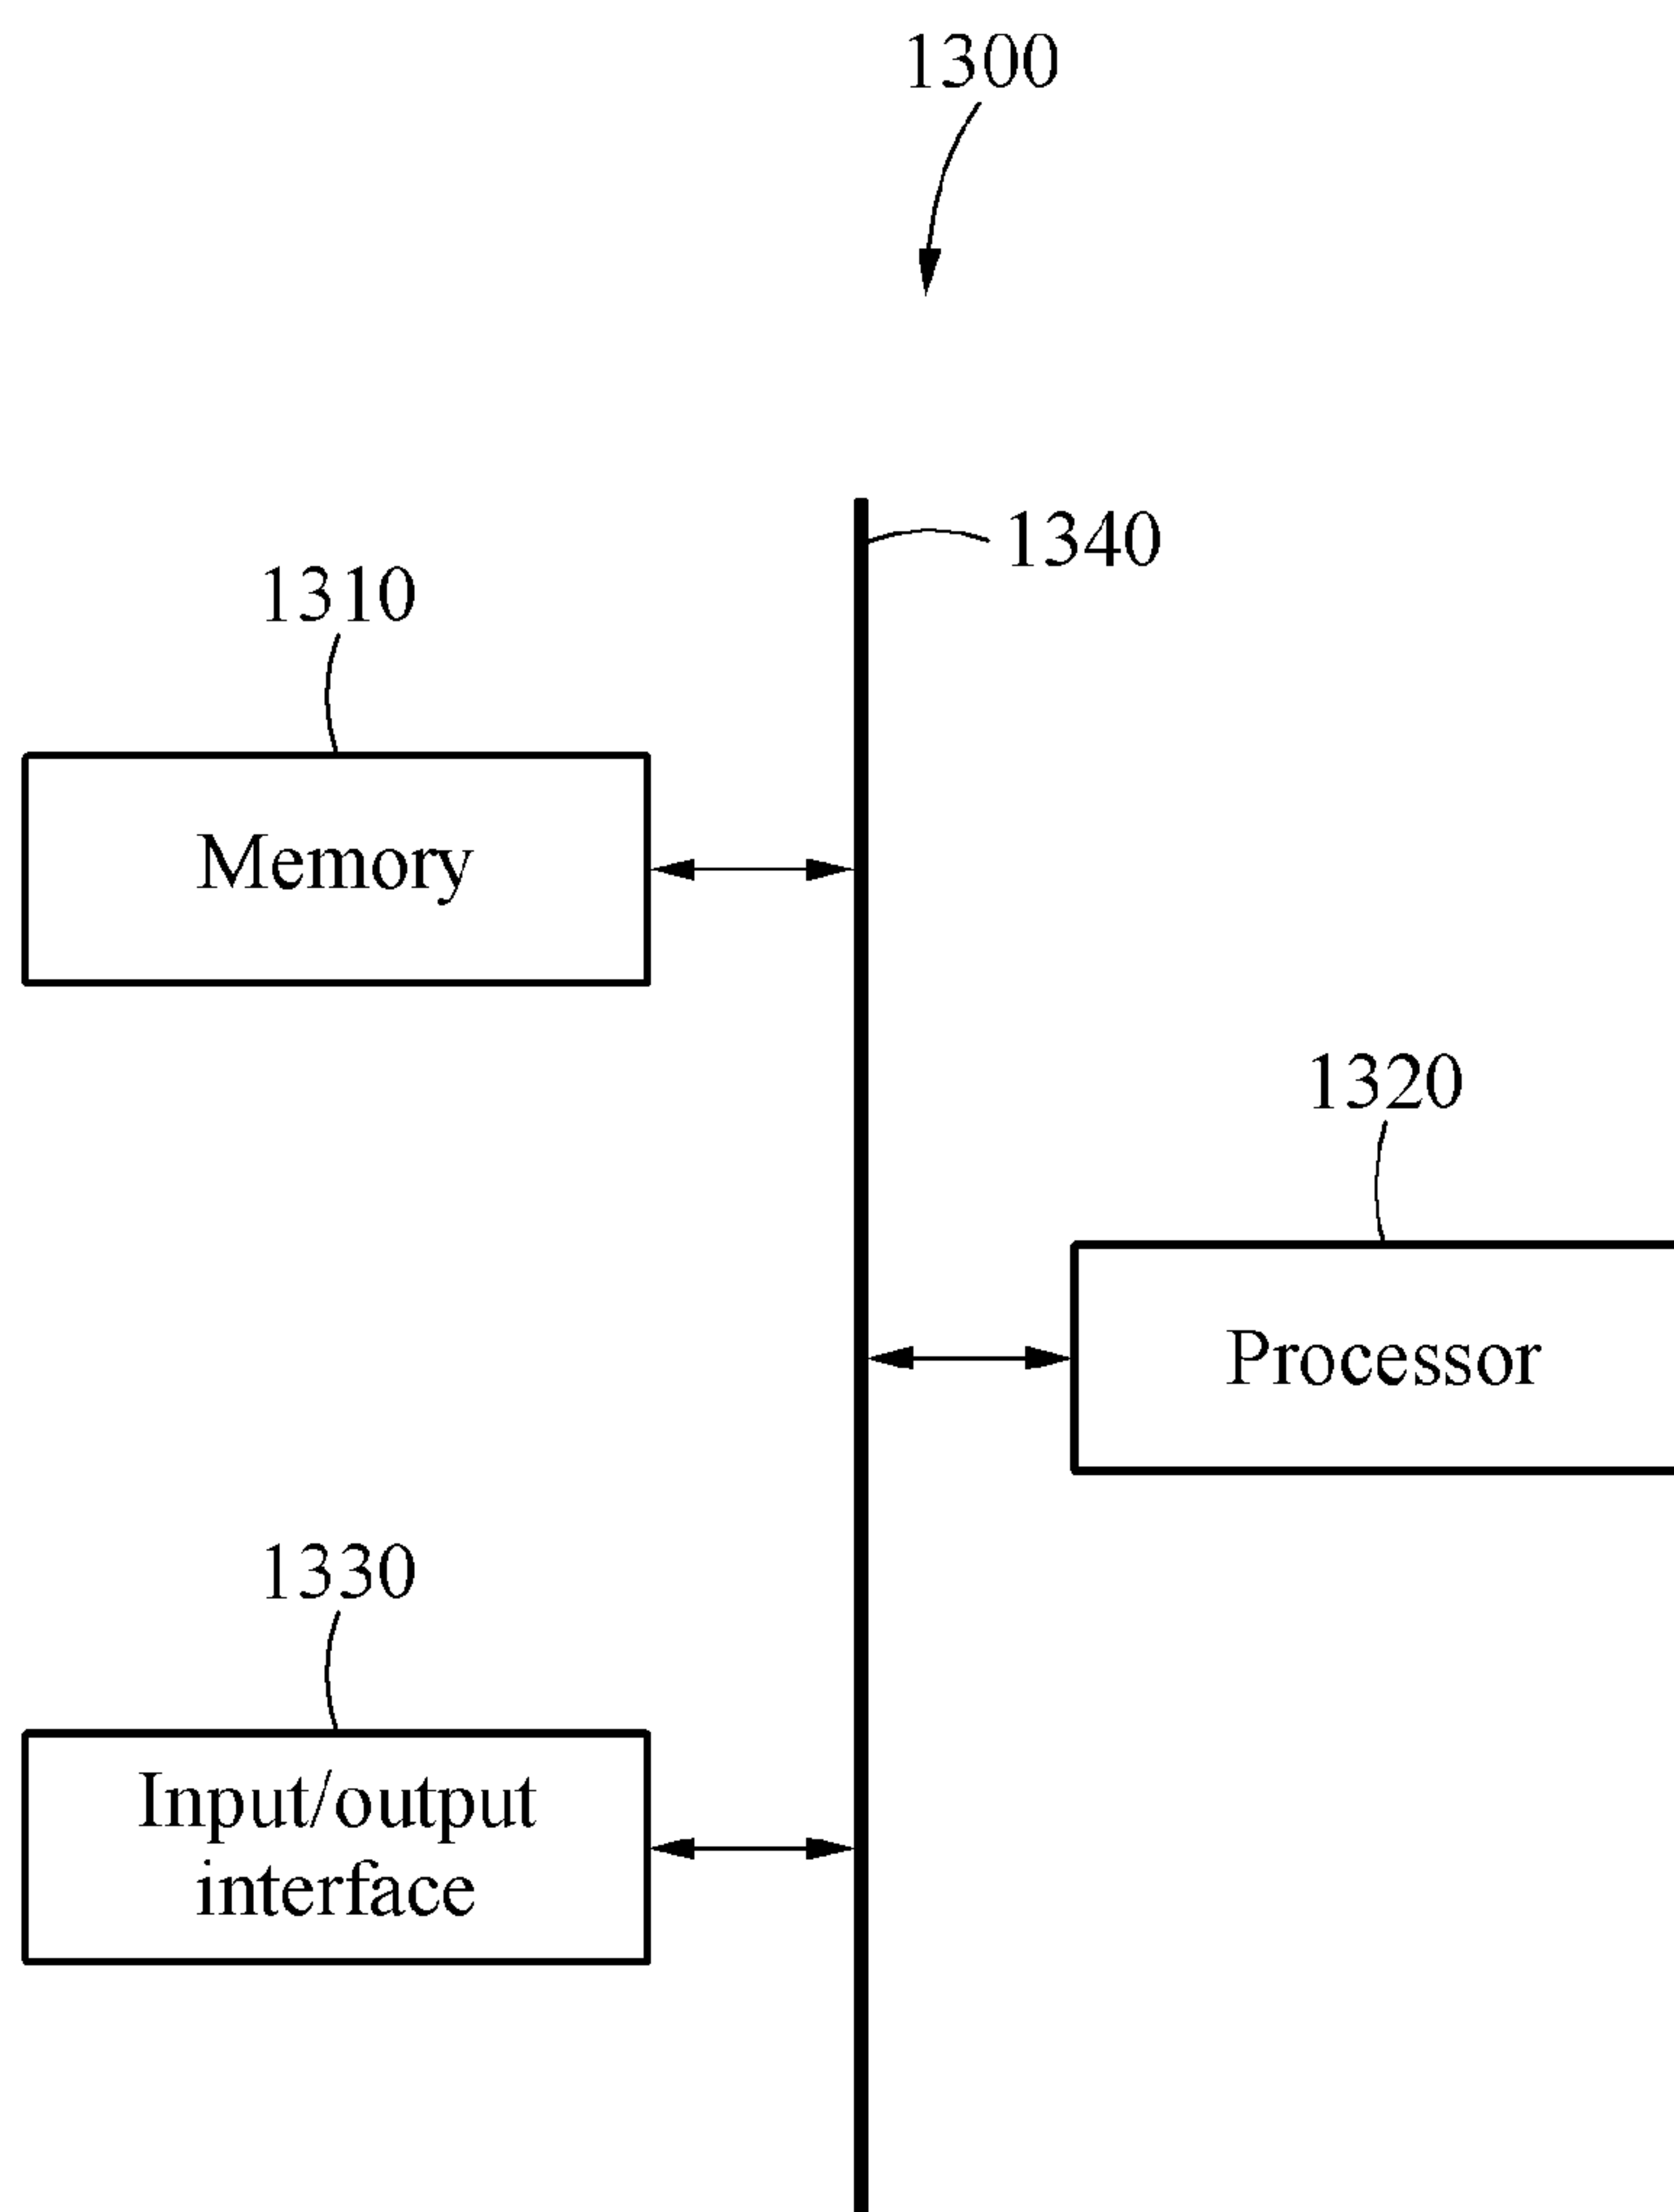 1300
1340
1310
Memory
1320
Processor
1330
Input/output
interface